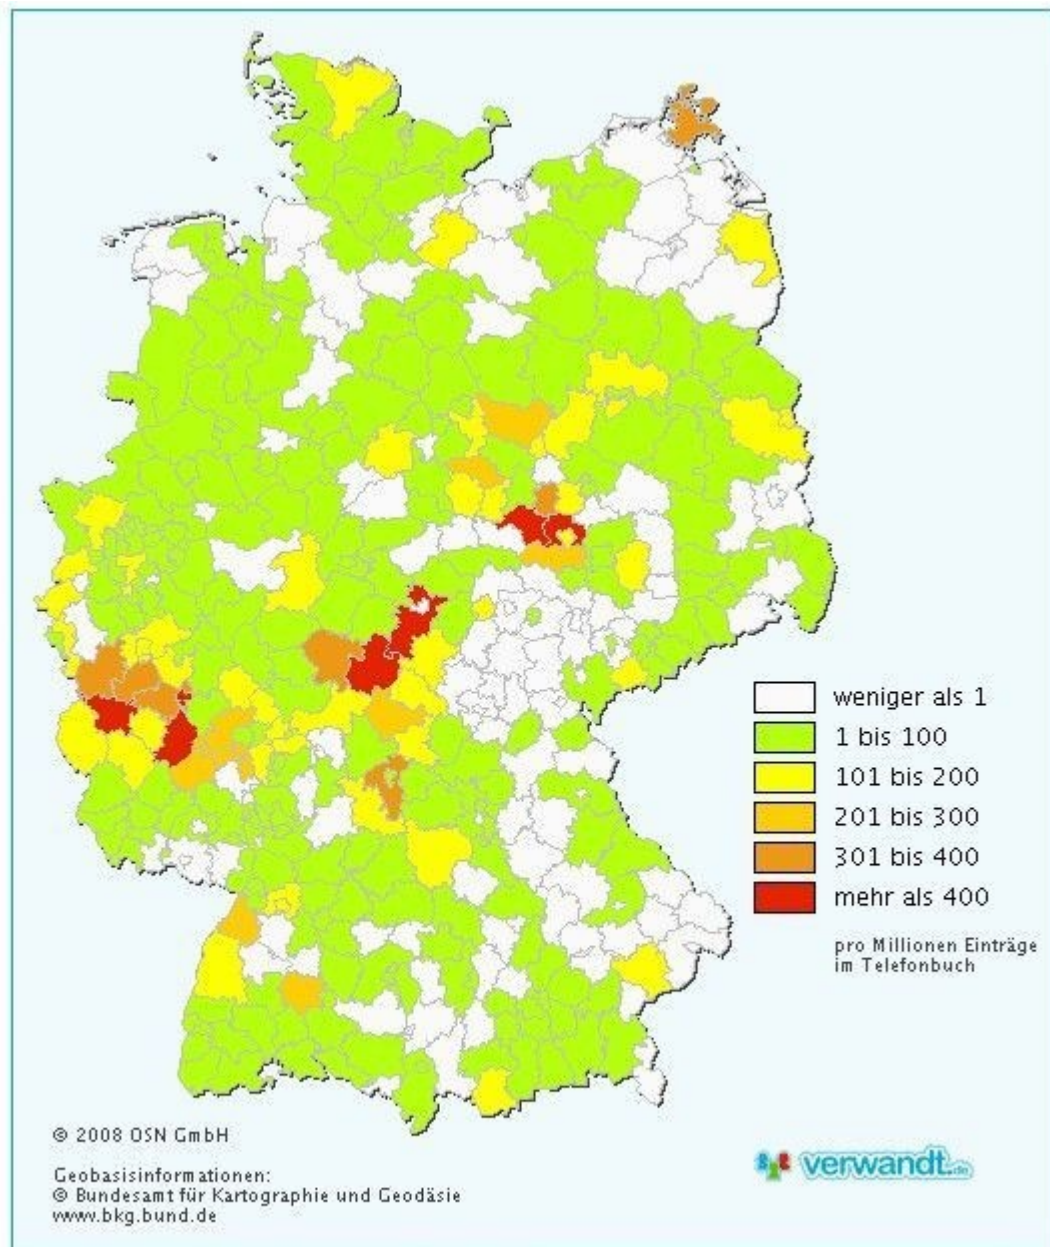 weniger als 1
1 bis 100
101 bis 200
201 bis 300
301 bis 400
mehr als 400
pro Millionen Einträge
im Telefonbuch
© 2008 OSN GmbH
Geobasisinformationen:
© Bundesamt für Kartographie und Geodäsie
www.bkg.bund.de
verwandt.de